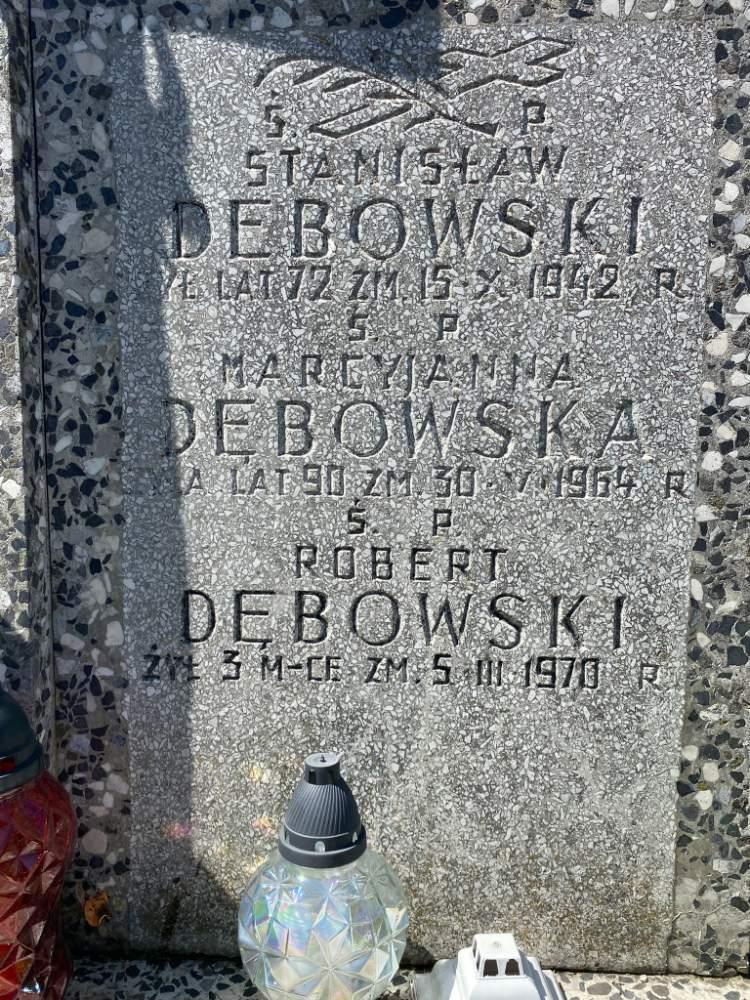 Ś. P.
STANISŁAW
DĘBOWSKI
ŻYŁ LAT 72 ZM. 15·X·1942 R
Ś. P.
MARCYJANNA
DĘBOWSKA
ŻYŁA LAT 90 ZM. 30·V·1964 R
Ś. P.
ROBERT
DĘBOWSKI
ŻYŁ 3 M-CE ZM. 5·III·1970 R